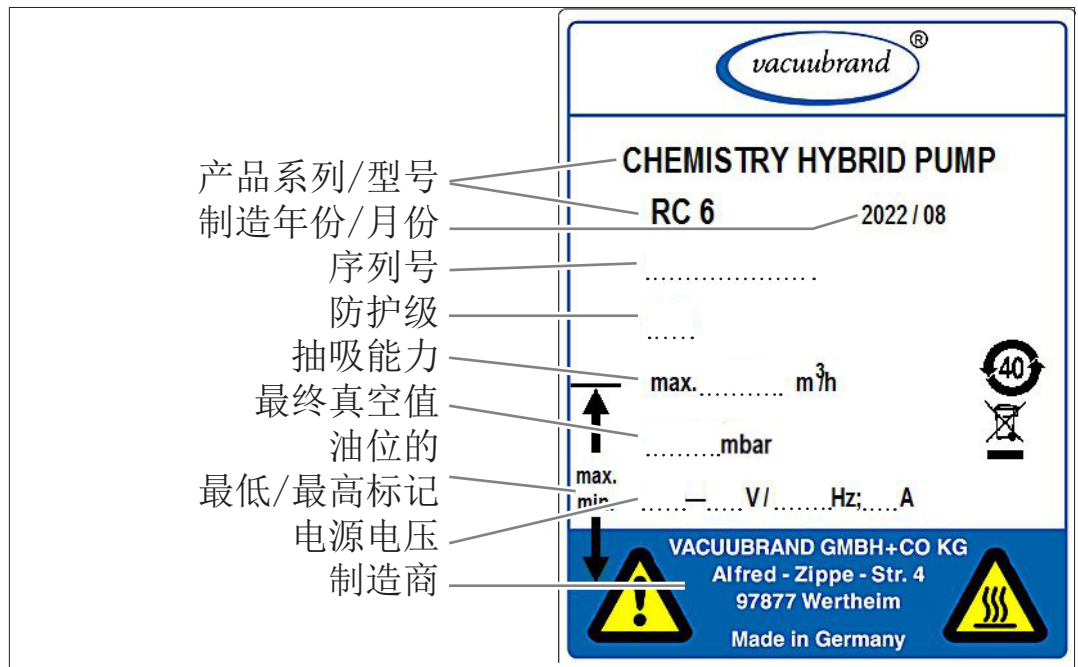 vacuubrand ®
产品系列/型号
制造年份/月份
序列号
防护级
抽吸能力
最终真空值
油位的
最低/最高标记
电源电压
制造商
CHEMISTRY HYBRID PUMP
RC 6 2022 / 08
....................
......
max........... m³/h
.........mbar
40
max.
min.
......—.....V / .......Hz;.....A
VACUUBRAND GMBH+CO KG
Alfred - Zippe - Str. 4
97877 Wertheim
Made in Germany